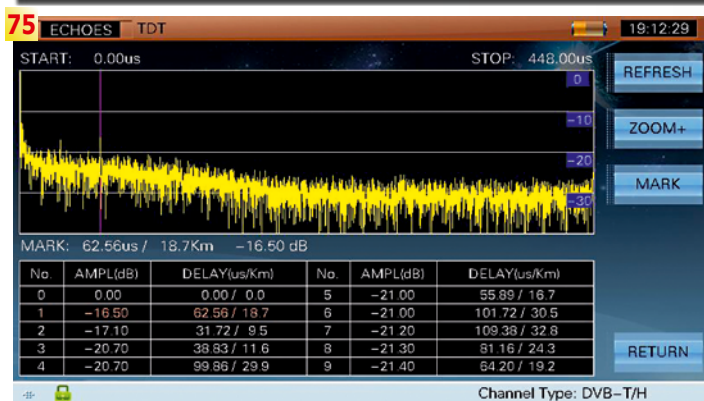 75 ECHOES TDT 19:12:29
START: 0.00us STOP: 448.00us
0
-10
-20
-30
REFRESH
ZOOM+
MARK
MARK: 62.56us / 18.7Km -16.50 dB
No. AMPL(dB) DELAY(us/Km) No. AMPL(dB) DELAY(us/Km)
0 0.00 0.00 / 0.0 5 -21.00 55.89 / 16.7
1 -16.50 62.56 / 18.7 6 -21.00 101.72 / 30.5
2 -17.10 31.72 / 9.5 7 -21.20 109.38 / 32.8
3 -20.70 38.83 / 11.6 8 -21.30 81.16 / 24.3
4 -20.70 99.86 / 29.9 9 -21.40 64.20 / 19.2
RETURN
Channel Type: DVB-T/H